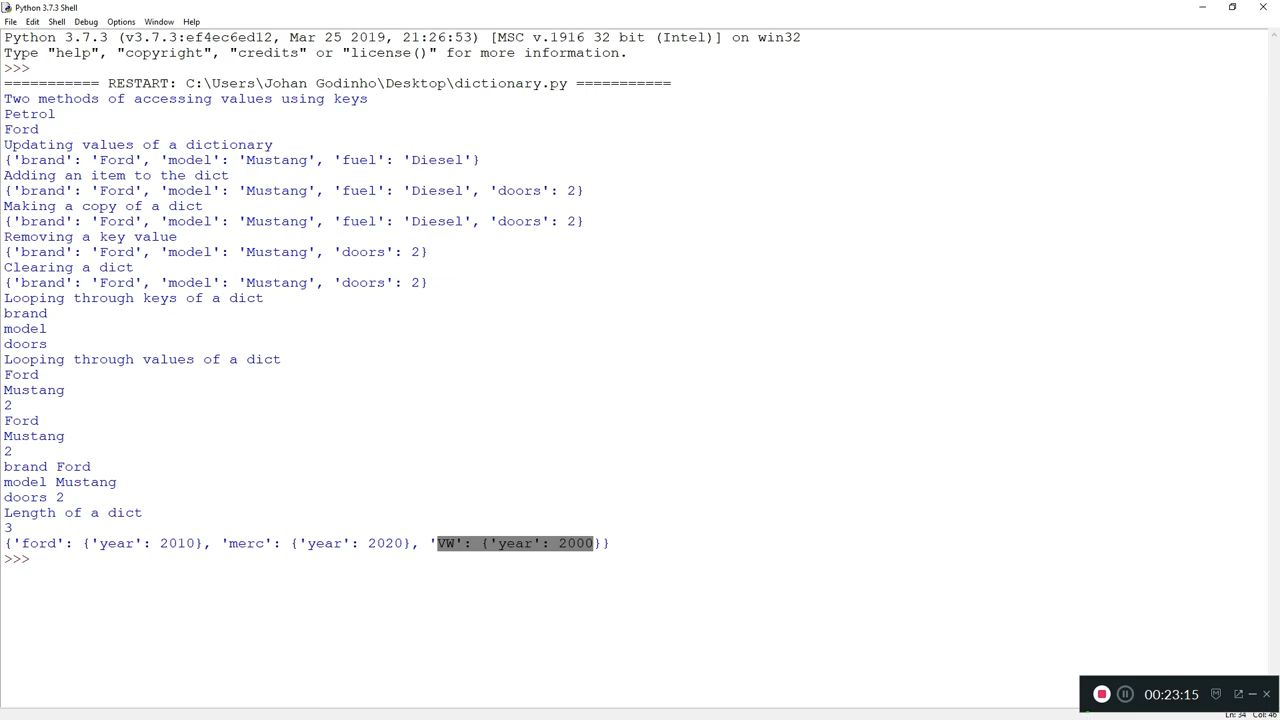 Python 3.7.3 Shell
File Edit Shell Debug Options Window Help
Python 3.7.3 (v3.7.3:ef4ec6ed12, Mar 25 2019, 21:26:53) [MSC v.1916 32 bit (Intel)] on win32
Type "help", "copyright", "credits" or "license()" for more information.
>>>
=========== RESTART: C:\Users\Johan Godinho\Desktop\dictionary.py ===========
Two methods of accessing values using keys
Petrol
Ford
Updating values of a dictionary
{'brand': 'Ford', 'model': 'Mustang', 'fuel': 'Diesel'}
Adding an item to the dict
{'brand': 'Ford', 'model': 'Mustang', 'fuel': 'Diesel', 'doors': 2}
Making a copy of a dict
{'brand': 'Ford', 'model': 'Mustang', 'fuel': 'Diesel', 'doors': 2}
Removing a key value
{'brand': 'Ford', 'model': 'Mustang', 'doors': 2}
Clearing a dict
{'brand': 'Ford', 'model': 'Mustang', 'doors': 2}
Looping through keys of a dict
brand
model
doors
Looping through values of a dict
Ford
Mustang
2
Ford
Mustang
2
brand Ford
model Mustang
doors 2
Length of a dict
3
{'ford': {'year': 2010}, 'merc': {'year': 2020}, 'VW': {'year': 2000}}
>>>
00:23:15
Ln: 34 Col: 46